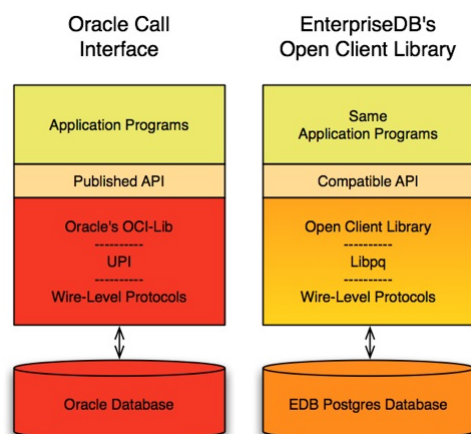 Oracle Call
Interface
Application Programs
Published API
Oracle's OCI-Lib
----------
UPI
----------
Wire-Level Protocols
Oracle Database
EnterpriseDB's
Open Client Library
Same
Application Programs
Compatible API
Open Client Library
----------
Libpq
----------
Wire-Level Protocols
EDB Postgres Database